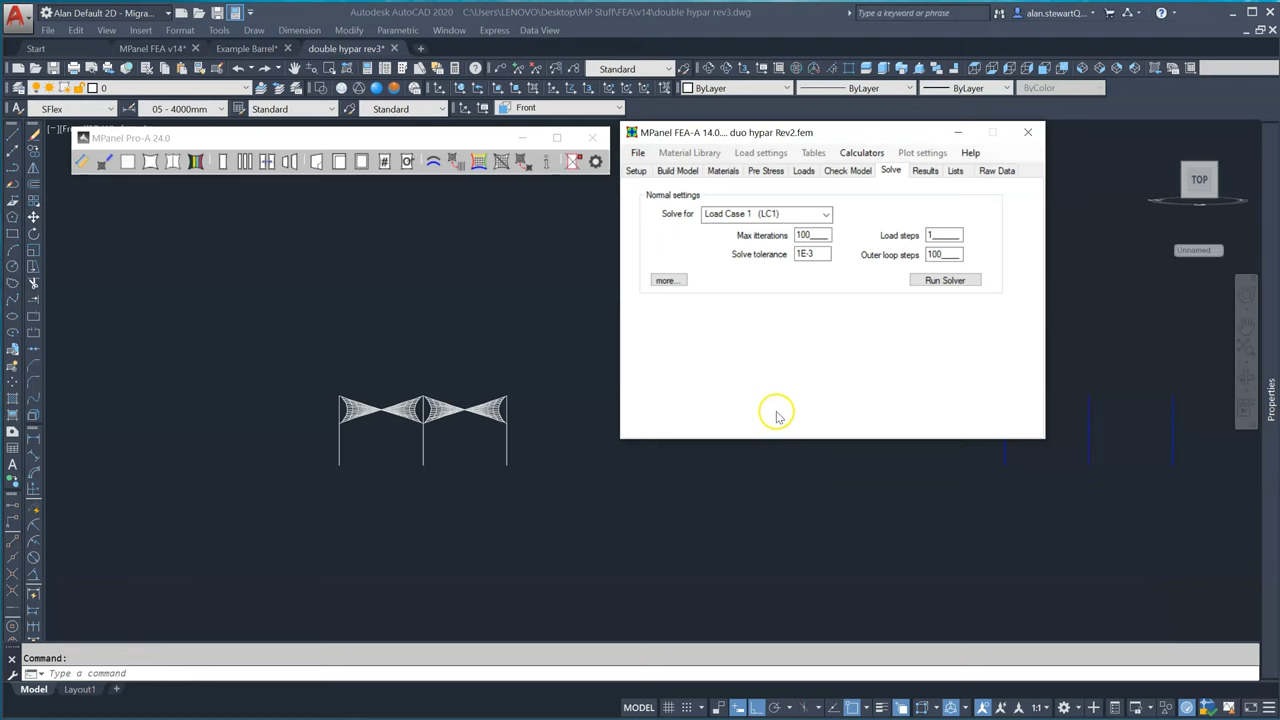 Alan Default 2D - Migra...
Autodesk AutoCAD 2020 C:\Users\LENOVO\Desktop\MP Stuff\FEA\v14\double hypar rev3.dwg
Type a keyword or phrase
alan.stewartQ...
File Edit View Insert Format Tools Draw Dimension Modify Parametric Window Express Data View
Start MPanel FEA v14* Example Barrel* double hypar rev3*
Standard
0 ByLayer ByLayer ByLayer ByColor
SFlex 05 - 4000mm Standard Standard Front
MPanel Pro-A 24.0
MPanel FEA-A 14.0.... duo hypar Rev2.fem
File Material Library Load settings Tables Calculators Plot settings Help
Setup Build Model Materials Pre Stress Loads Check Model Solve Results Lists Raw Data
Normal settings
Solve for Load Case 1 (LC1)
Max itterations 100____ Load steps 1______
Solve tolerance 1E-3 Outer loop steps 100____
more... Run Solver
TOP
Unnamed
Properties
Command:
Type a command
Model Layout1
MODEL 1:1